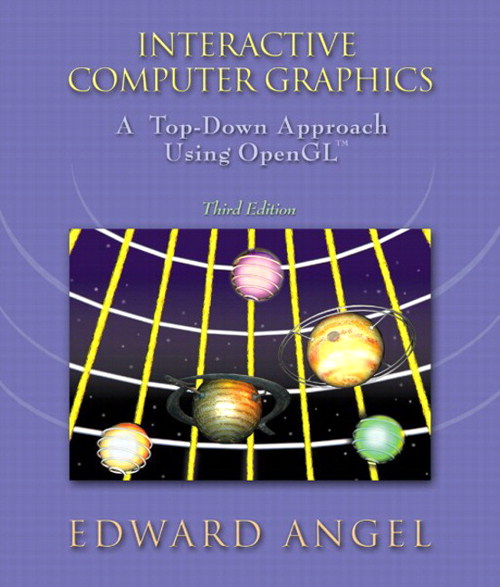 INTERACTIVE
COMPUTER GRAPHICS
A Top-Down Approach
Using OpenGL™
Third Edition
EDWARD ANGEL